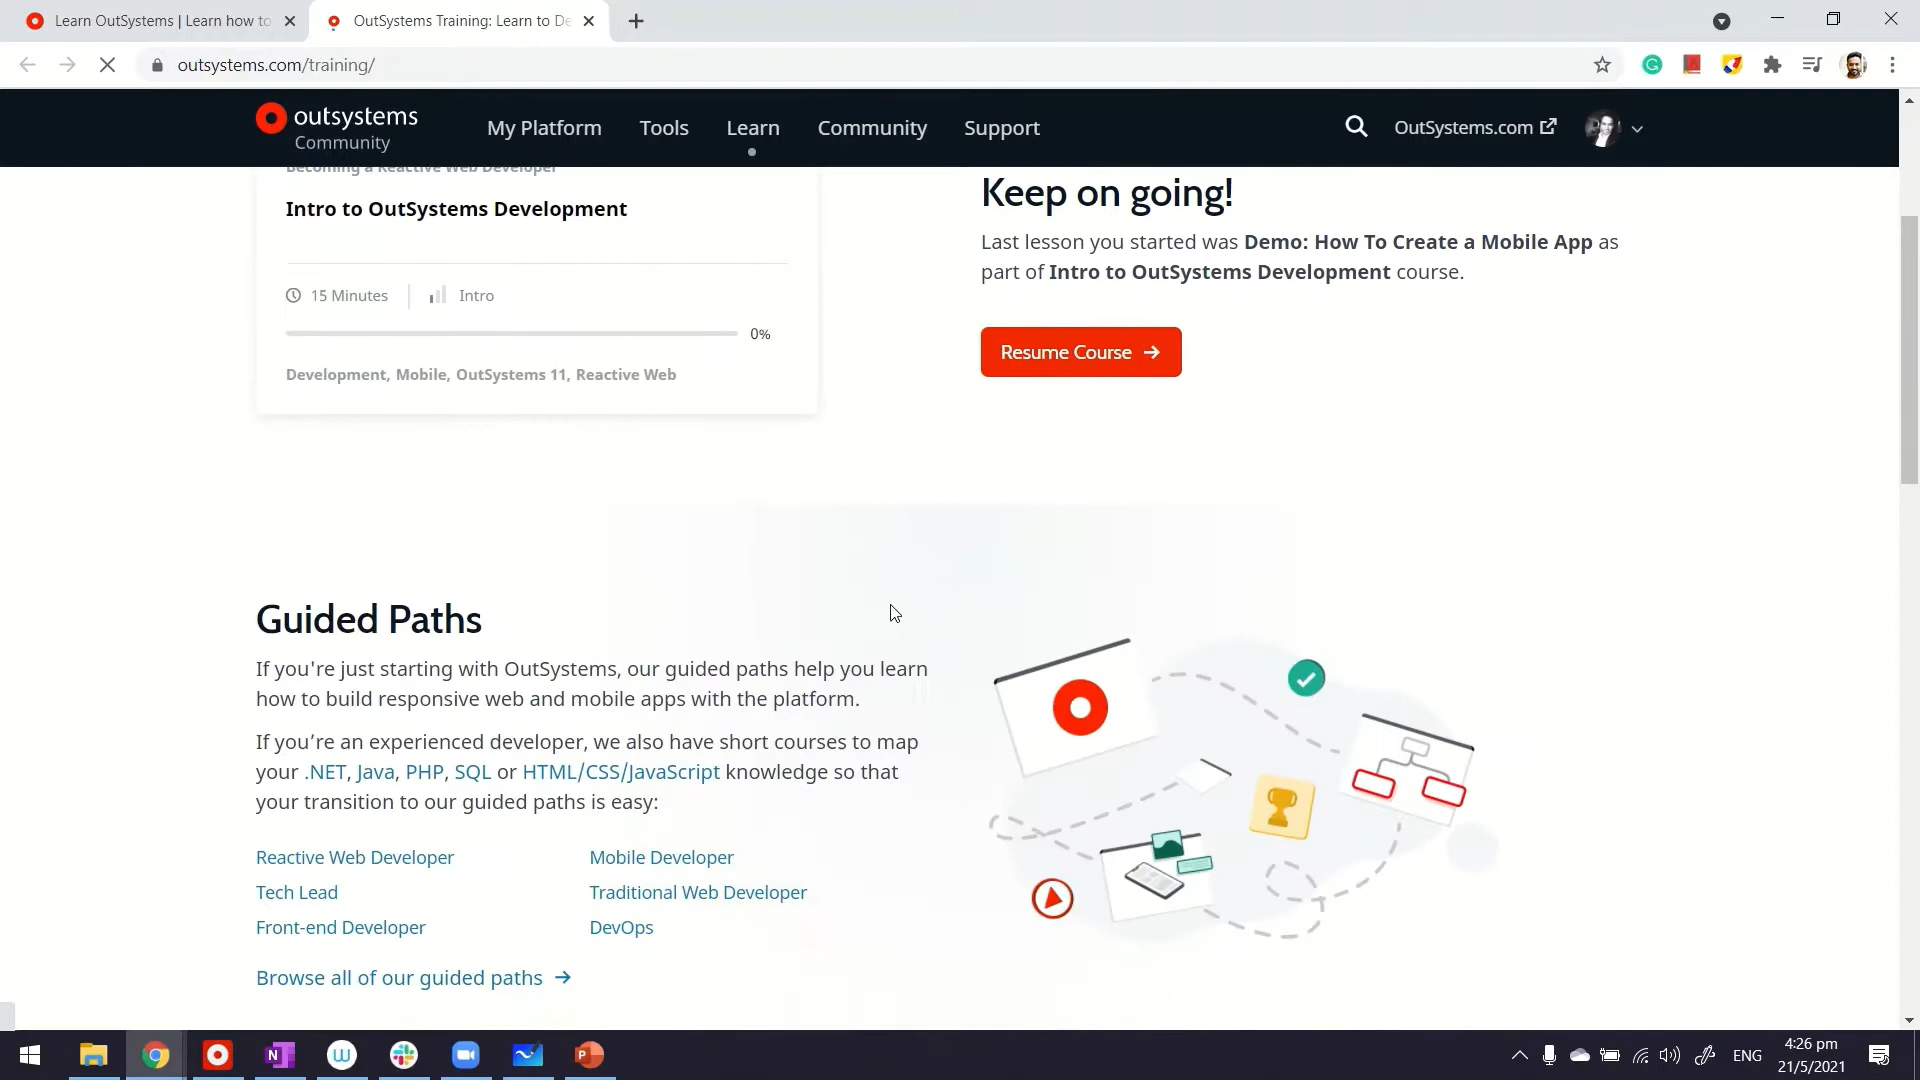 Learn OutSystems | Learn how to
OutSystems Training: Learn to De
outsystems.com/training/
outsystems
Community
My Platform
Tools
Learn
Community
Support
OutSystems.com
Becoming a Reactive Web Developer
Intro to OutSystems Development
15 Minutes
Intro
0%
Development, Mobile, OutSystems 11, Reactive Web
Keep on going!
Last lesson you started was Demo: How To Create a Mobile App as
part of Intro to OutSystems Development course.
Resume Course
Guided Paths
If you're just starting with OutSystems, our guided paths help you learn
how to build responsive web and mobile apps with the platform.
If you’re an experienced developer, we also have short courses to map
your .NET, Java, PHP, SQL or HTML/CSS/JavaScript knowledge so that
your transition to our guided paths is easy:
Reactive Web Developer
Mobile Developer
Tech Lead
Traditional Web Developer
Front-end Developer
DevOps
Browse all of our guided paths
ENG
4:26 pm
21/5/2021